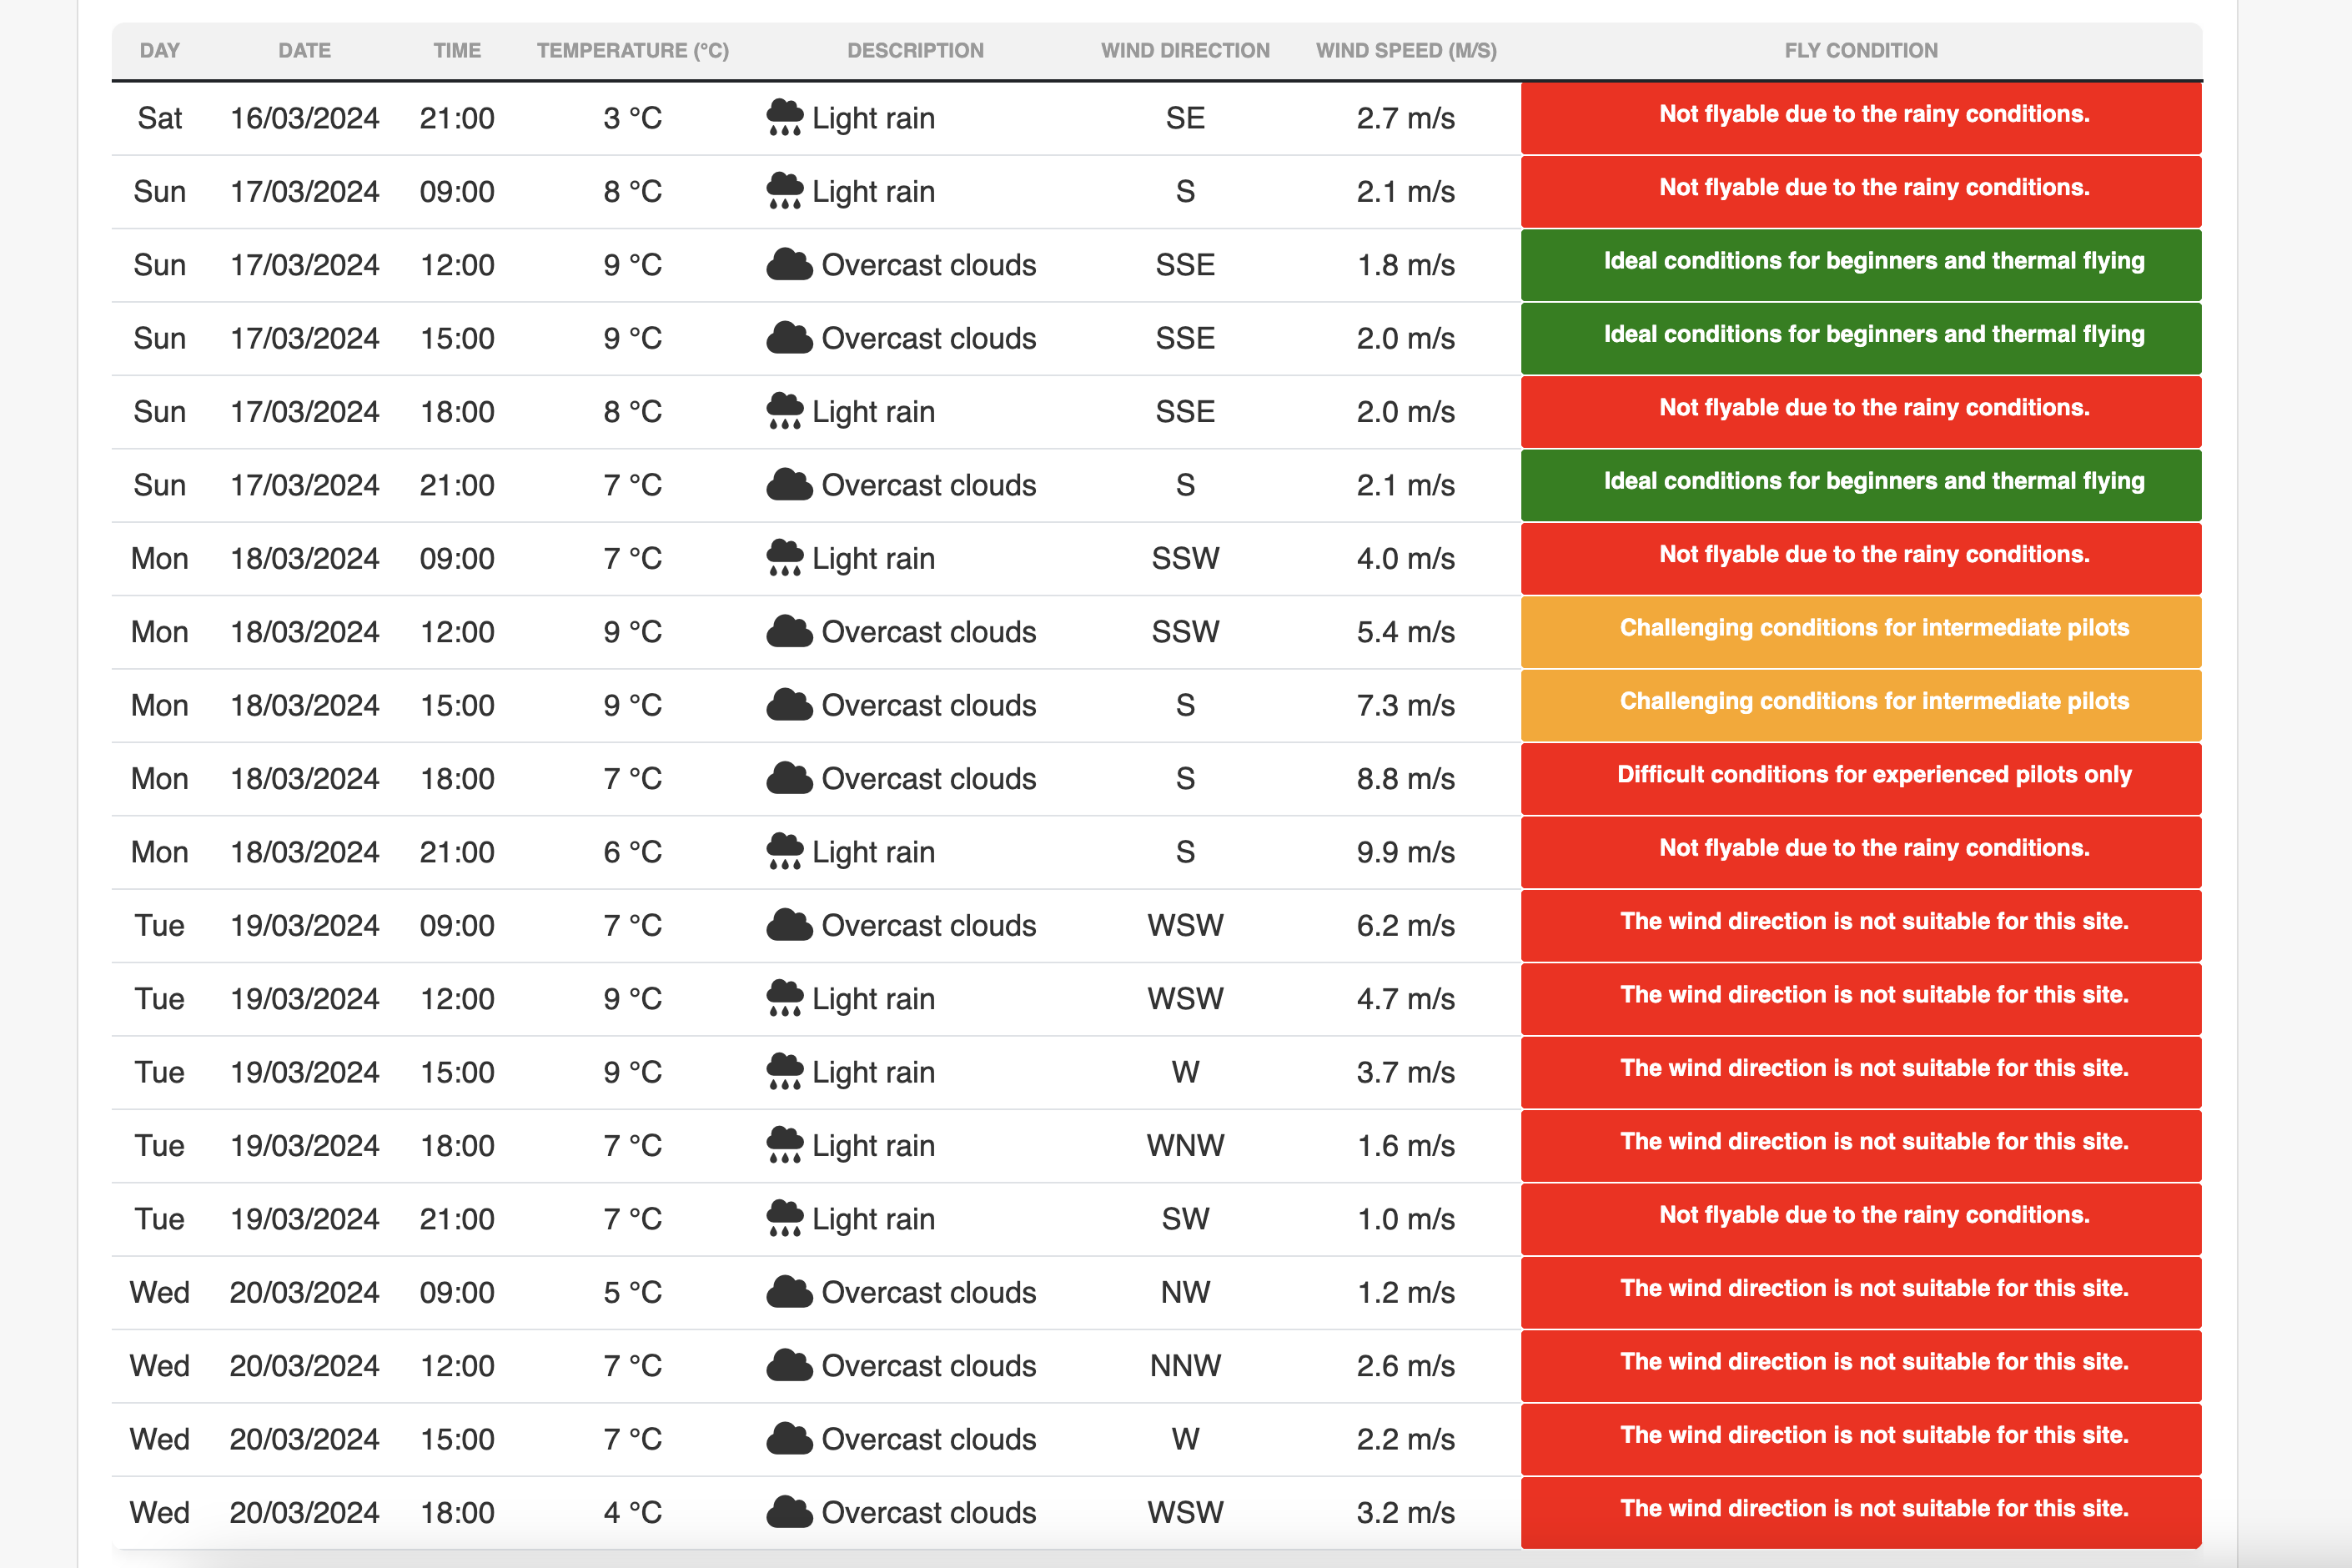 DAY DATE TIME TEMPERATURE (°C) DESCRIPTION WIND DIRECTION WIND SPEED (M/S) FLY CONDITION
Sat 16/03/2024 21:00 3 °C Light rain SE 2.7 m/s Not flyable due to the rainy conditions.
Sun 17/03/2024 09:00 8 °C Light rain S 2.1 m/s Not flyable due to the rainy conditions.
Sun 17/03/2024 12:00 9 °C Overcast clouds SSE 1.8 m/s Ideal conditions for beginners and thermal flying
Sun 17/03/2024 15:00 9 °C Overcast clouds SSE 2.0 m/s Ideal conditions for beginners and thermal flying
Sun 17/03/2024 18:00 8 °C Light rain SSE 2.0 m/s Not flyable due to the rainy conditions.
Sun 17/03/2024 21:00 7 °C Overcast clouds S 2.1 m/s Ideal conditions for beginners and thermal flying
Mon 18/03/2024 09:00 7 °C Light rain SSW 4.0 m/s Not flyable due to the rainy conditions.
Mon 18/03/2024 12:00 9 °C Overcast clouds SSW 5.4 m/s Challenging conditions for intermediate pilots
Mon 18/03/2024 15:00 9 °C Overcast clouds S 7.3 m/s Challenging conditions for intermediate pilots
Mon 18/03/2024 18:00 7 °C Overcast clouds S 8.8 m/s Difficult conditions for experienced pilots only
Mon 18/03/2024 21:00 6 °C Light rain S 9.9 m/s Not flyable due to the rainy conditions.
Tue 19/03/2024 09:00 7 °C Overcast clouds WSW 6.2 m/s The wind direction is not suitable for this site.
Tue 19/03/2024 12:00 9 °C Light rain WSW 4.7 m/s The wind direction is not suitable for this site.
Tue 19/03/2024 15:00 9 °C Light rain W 3.7 m/s The wind direction is not suitable for this site.
Tue 19/03/2024 18:00 7 °C Light rain WNW 1.6 m/s The wind direction is not suitable for this site.
Tue 19/03/2024 21:00 7 °C Light rain SW 1.0 m/s Not flyable due to the rainy conditions.
Wed 20/03/2024 09:00 5 °C Overcast clouds NW 1.2 m/s The wind direction is not suitable for this site.
Wed 20/03/2024 12:00 7 °C Overcast clouds NNW 2.6 m/s The wind direction is not suitable for this site.
Wed 20/03/2024 15:00 7 °C Overcast clouds W 2.2 m/s The wind direction is not suitable for this site.
Wed 20/03/2024 18:00 4 °C Overcast clouds WSW 3.2 m/s The wind direction is not suitable for this site.